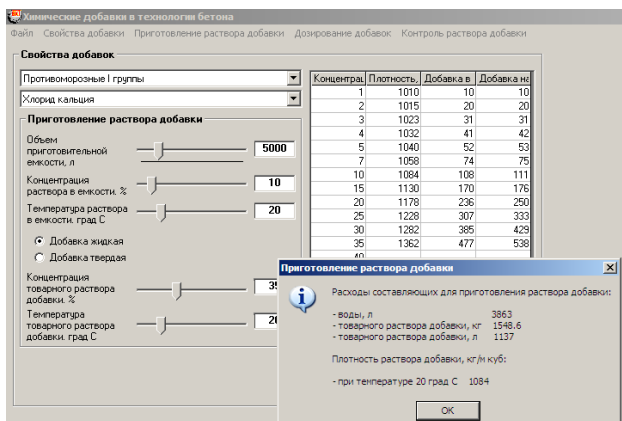 Химические добавки в технологии бетона
Файл Свойства добавки Приготовление раствора добавки Дозирование добавок Контроль раствора добавки
Свойства добавок
Противоморозные I группы
Хлорид кальция
Приготовление раствора добавки
Объем
приготовительной
емкости, л
5000
Концентрация
раствора в емкости. %
10
Температура раствора
в емкости. град С
20
Добавка жидкая
Добавка твердая
Концентрация
товарного раствора
добавки. %
Температура
товарного раствора
добавки. град С
Концентрац Плотность, Добавка в Добавка на
1 1010 10 10
2 1015 20 20
3 1023 31 31
4 1032 41 42
5 1040 52 53
7 1058 74 75
10 1084 108 111
15 1130 170 176
20 1178 236 250
25 1228 307 333
30 1282 385 429
35 1362 477 538
Приготовление раствора добавки
Расходы составляющих для приготовления раствора добавки:
- воды, л 3863
- товарного раствора добавки, кг 1548.6
- товарного раствора добавки, л 1137
Плотность раствора добавки, кг/м куб:
- при температуре 20 град С 1084
OK